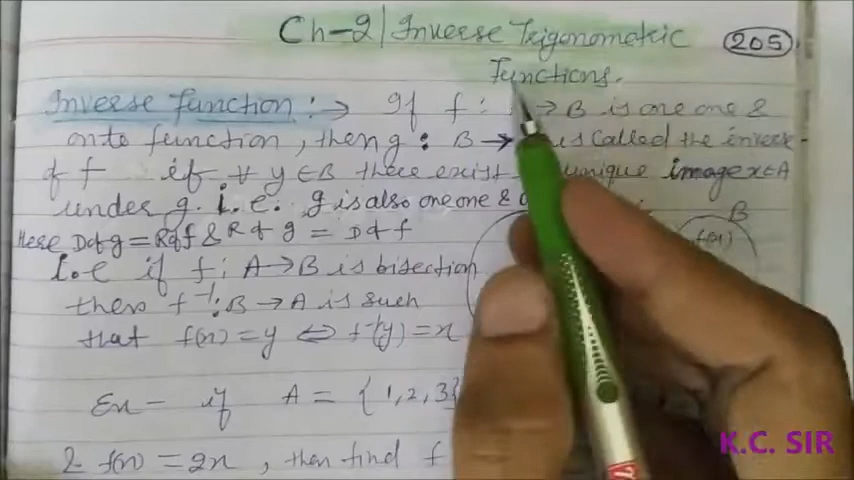 Ch-2| Inverse Trigonometric 205
Functions.
Inverse Function :→ If f : → B is one one &
onto function, then g : B → is called the inverse
of f if ∀ y ∈ B there exist unique image x∈A
under g. i.e. g is also one one &
Here D of g = R of f & R of g = D of f
B
f(x)
i.e if f : A → B is bisection
then f⁻¹: B → A is such
that f(x) = y ⇔ f⁻¹(y) = x
Ex - if A = {1, 2, 3}
& f(x) = 2x , then find f
K.C. SIR